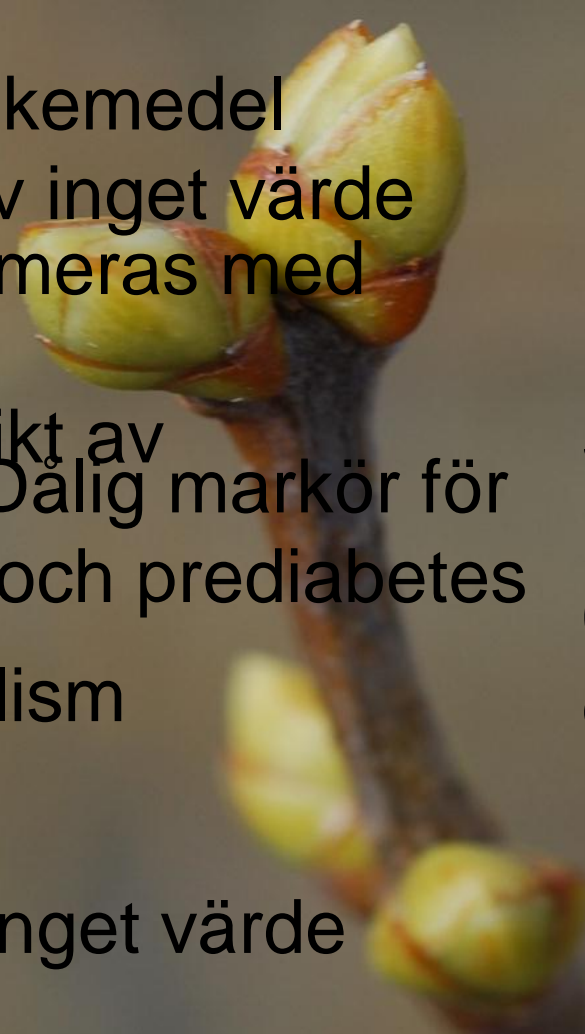 kemedel
v inget värde
meras med
ikt av
Dålig markör för
och prediabetes
lism
nget värde